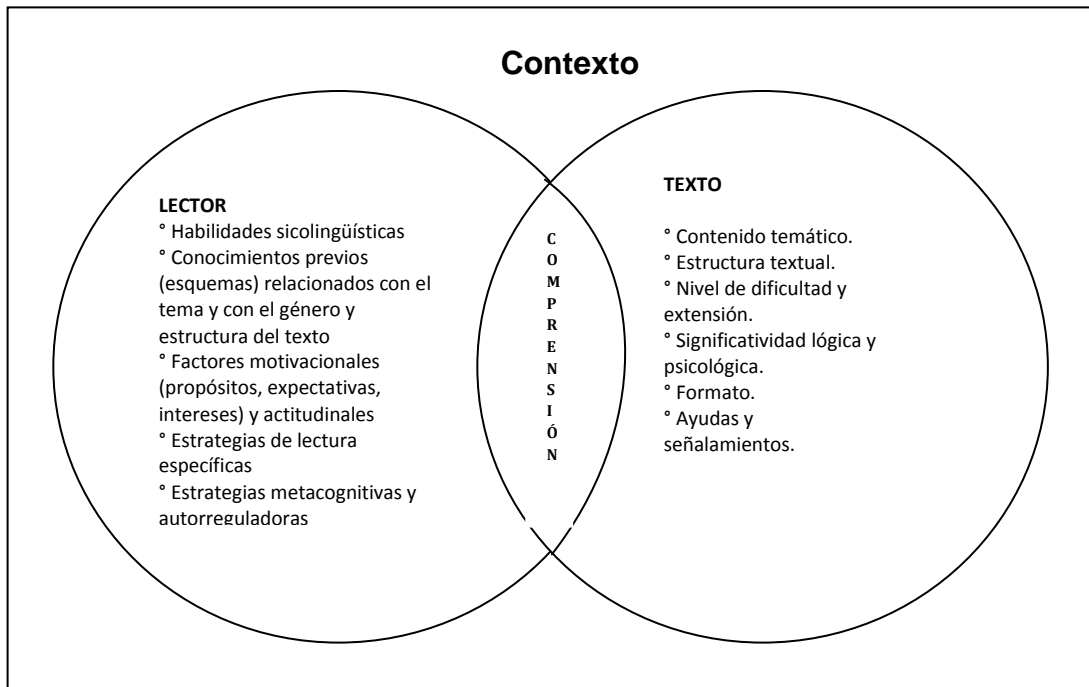 Contexto
LECTOR
° Habilidades sicolingüísticas
° Conocimientos previos
(esquemas) relacionados con el
tema y con el género y
estructura del texto
° Factores motivacionales
(propósitos, expectativas,
intereses) y actitudinales
° Estrategias de lectura
específicas
° Estrategias metacognitivas y
autorreguladoras
COMPRENSIÓN
TEXTO
° Contenido temático.
° Estructura textual.
° Nivel de dificultad y
extensión.
° Significatividad lógica y
psicológica.
° Formato.
° Ayudas y
señalamientos.